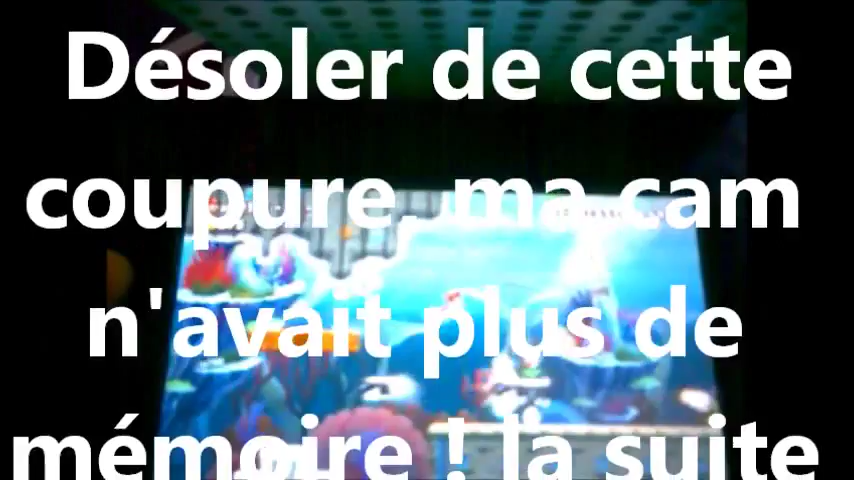 Désoler de cette
coupure, ma cam
n'avait plus de
mémoire ! la suite